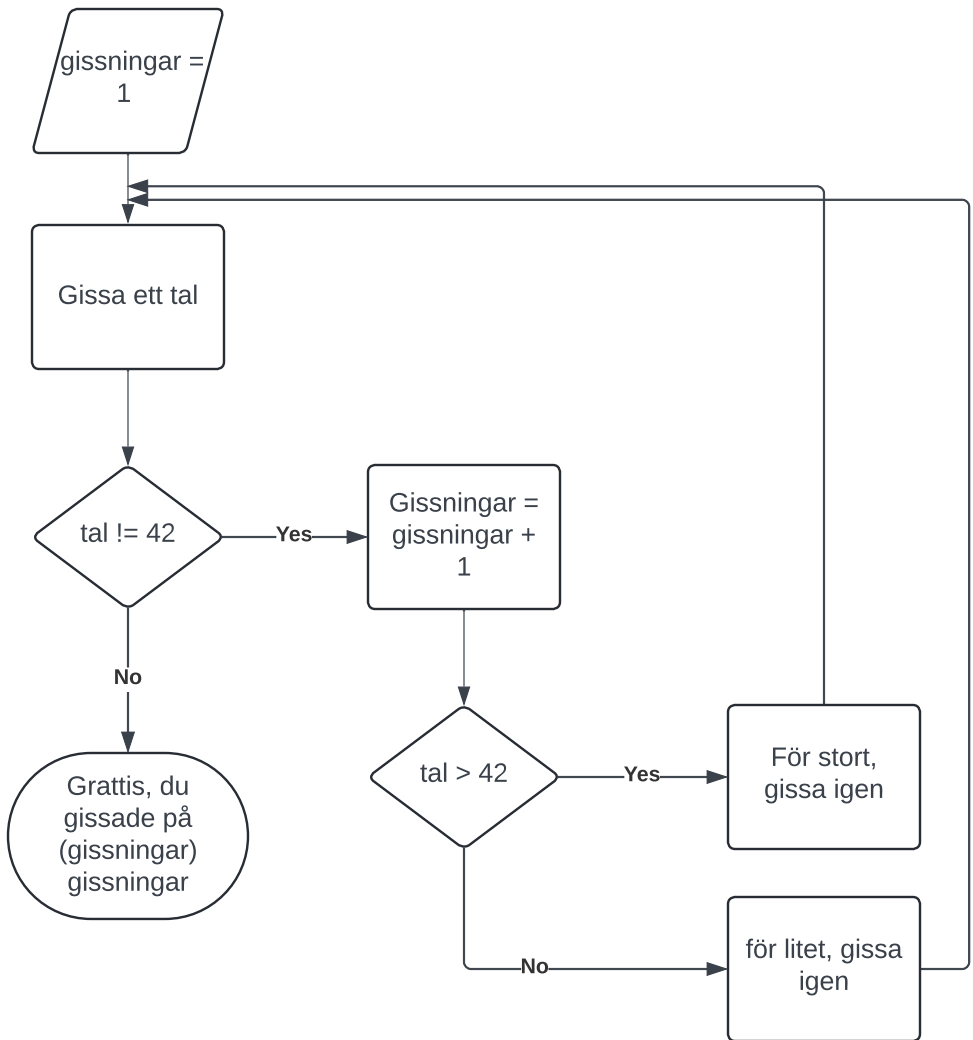 gissningar =
1
Gissa ett tal
tal != 42
Yes
Gissningar =
gissningar +
1
No
Grattis, du
gissade på
(gissningar)
gissningar
tal > 42
Yes
För stort,
gissa igen
No
för litet, gissa
igen